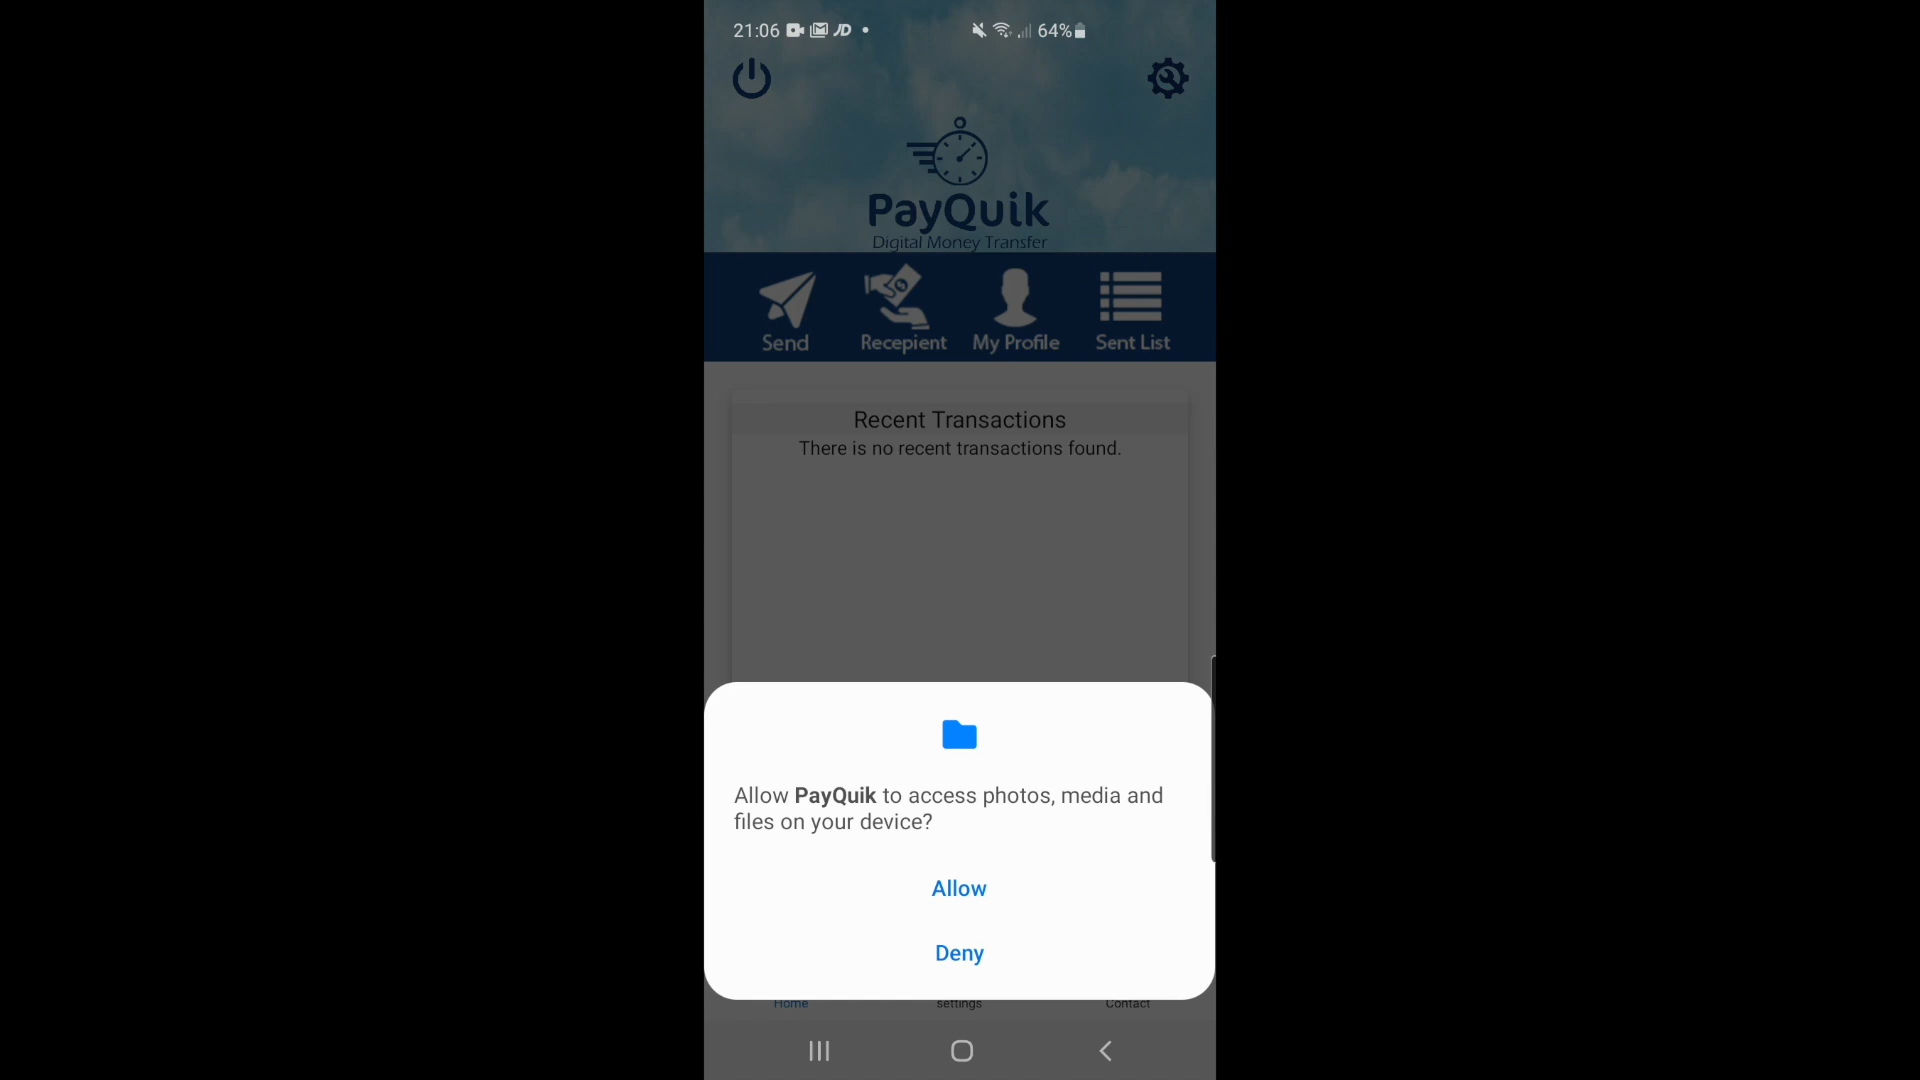 21:06 JD 64%
PayQuik
Digital Money Transfer
Send Recepient My Profile Sent List
Recent Transactions
There is no recent transactions found.
Allow PayQuik to access photos, media and
files on your device?
Allow
Deny
Home settings Contact